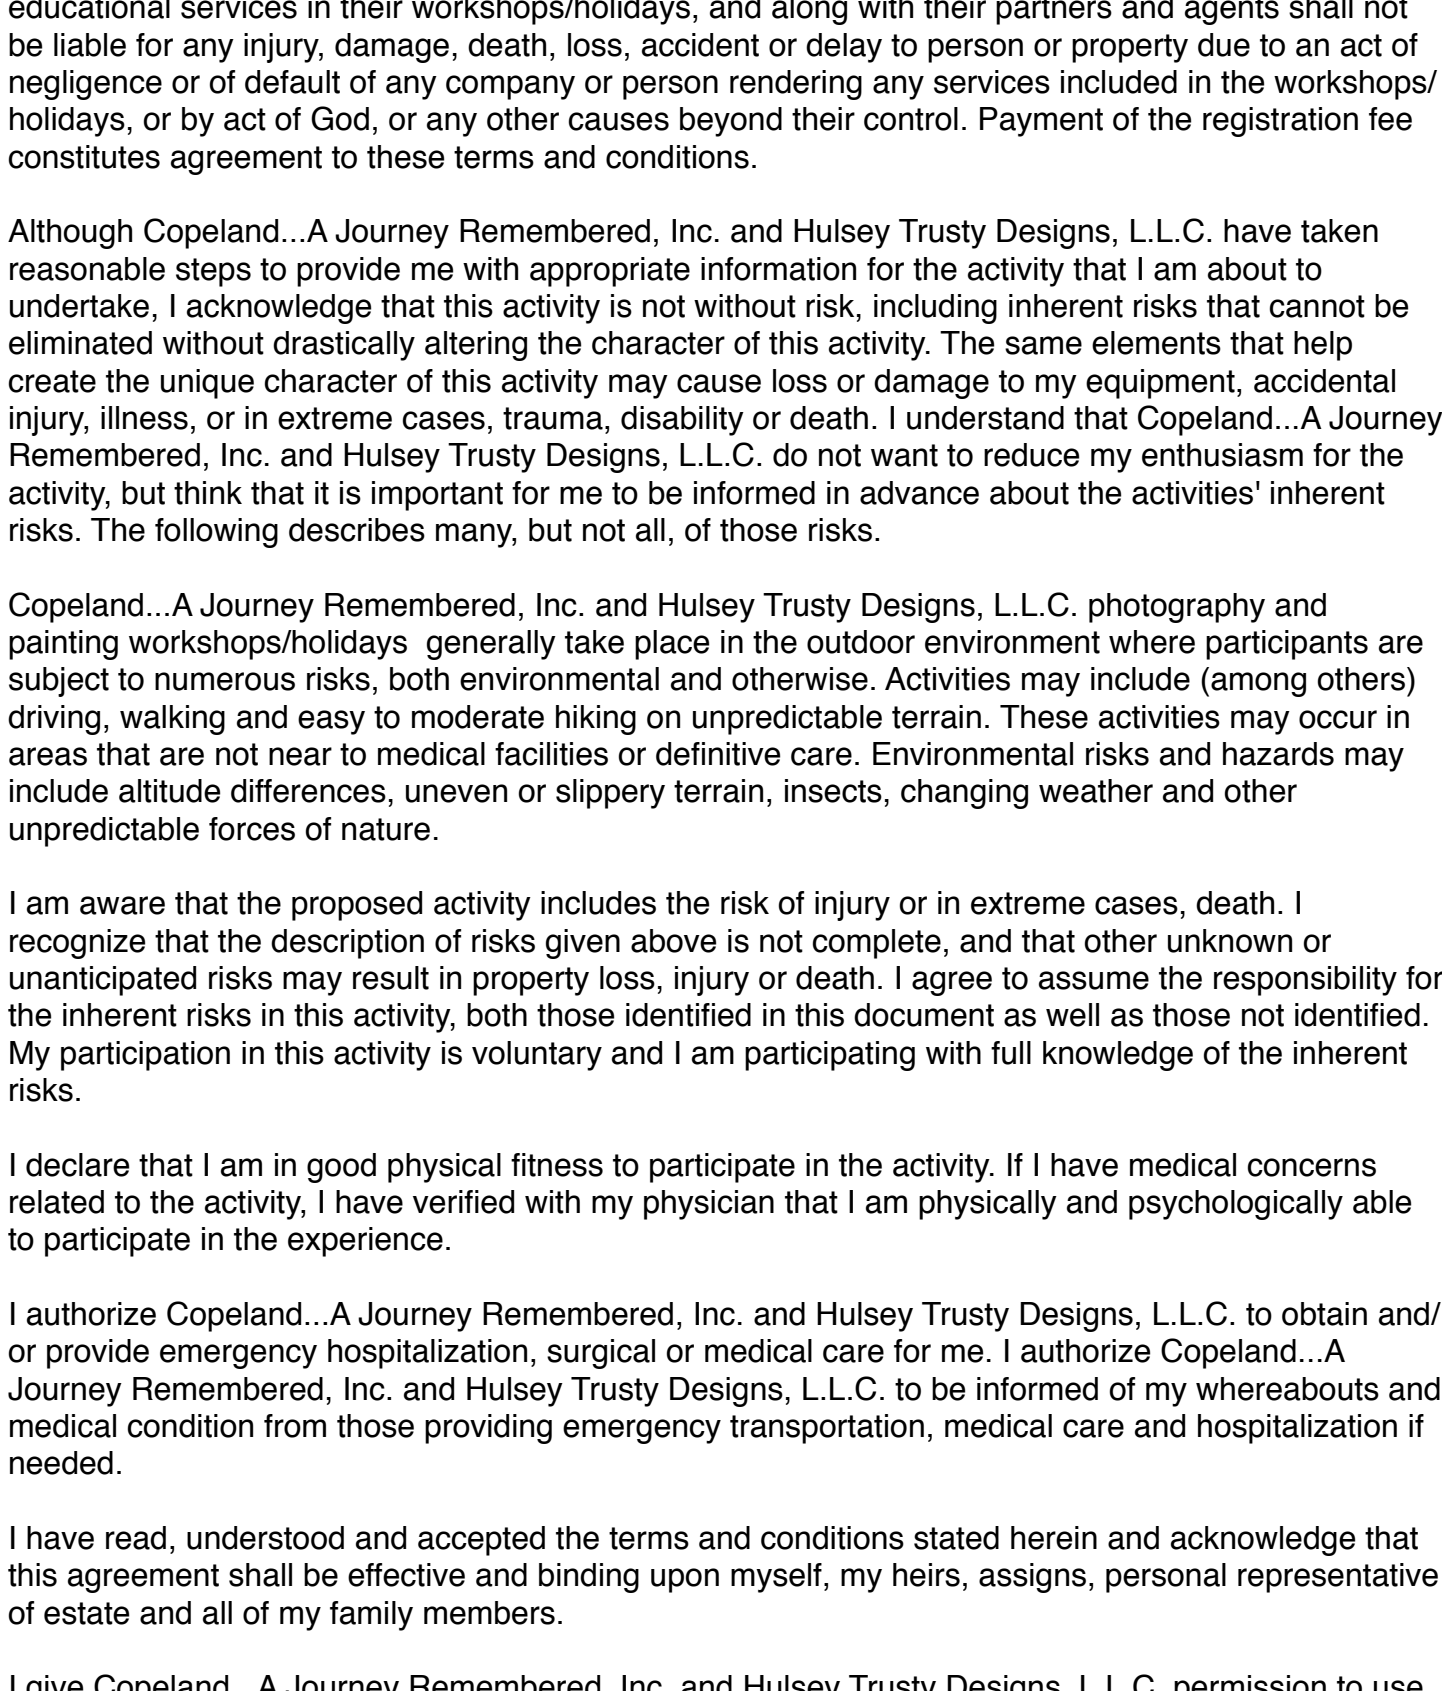 educational services in their workshops/holidays, and along with their partners and agents shall not
be liable for any injury, damage, death, loss, accident or delay to person or property due to an act of
negligence or of default of any company or person rendering any services included in the workshops/
holidays, or by act of God, or any other causes beyond their control. Payment of the registration fee
constitutes agreement to these terms and conditions.
Although Copeland...A Journey Remembered, Inc. and Hulsey Trusty Designs, L.L.C. have taken
reasonable steps to provide me with appropriate information for the activity that I am about to
undertake, I acknowledge that this activity is not without risk, including inherent risks that cannot be
eliminated without drastically altering the character of this activity. The same elements that help
create the unique character of this activity may cause loss or damage to my equipment, accidental
injury, illness, or in extreme cases, trauma, disability or death. I understand that Copeland...A Journey
Remembered, Inc. and Hulsey Trusty Designs, L.L.C. do not want to reduce my enthusiasm for the
activity, but think that it is important for me to be informed in advance about the activities' inherent
risks. The following describes many, but not all, of those risks.
Copeland...A Journey Remembered, Inc. and Hulsey Trusty Designs, L.L.C. photography and
painting workshops/holidays  generally take place in the outdoor environment where participants are
subject to numerous risks, both environmental and otherwise. Activities may include (among others)
driving, walking and easy to moderate hiking on unpredictable terrain. These activities may occur in
areas that are not near to medical facilities or definitive care. Environmental risks and hazards may
include altitude differences, uneven or slippery terrain, insects, changing weather and other
unpredictable forces of nature.
I am aware that the proposed activity includes the risk of injury or in extreme cases, death. I
recognize that the description of risks given above is not complete, and that other unknown or
unanticipated risks may result in property loss, injury or death. I agree to assume the responsibility for
the inherent risks in this activity, both those identified in this document as well as those not identified.
My participation in this activity is voluntary and I am participating with full knowledge of the inherent
risks.
I declare that I am in good physical fitness to participate in the activity. If I have medical concerns
related to the activity, I have verified with my physician that I am physically and psychologically able
to participate in the experience.
I authorize Copeland...A Journey Remembered, Inc. and Hulsey Trusty Designs, L.L.C. to obtain and/
or provide emergency hospitalization, surgical or medical care for me. I authorize Copeland...A
Journey Remembered, Inc. and Hulsey Trusty Designs, L.L.C. to be informed of my whereabouts and
medical condition from those providing emergency transportation, medical care and hospitalization if
needed.
I have read, understood and accepted the terms and conditions stated herein and acknowledge that
this agreement shall be effective and binding upon myself, my heirs, assigns, personal representative
of estate and all of my family members.
I give Copeland...A Journey Remembered, Inc. and Hulsey Trusty Designs, L.L.C. permission to use